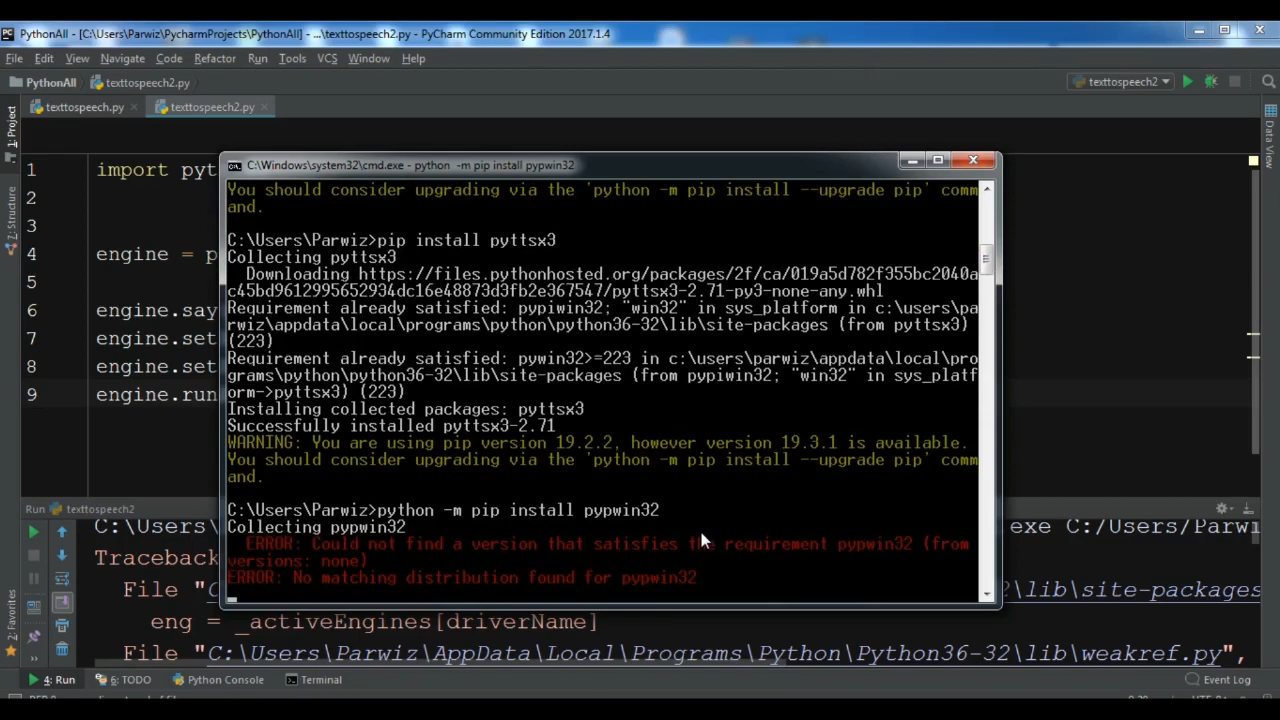 PythonAll - [C:\Users\Parwiz\PycharmProjects\PythonAll] - ...\texttospeech2.py - PyCharm Community Edition 2017.1.4
File Edit View Navigate Code Refactor Run Tools VCS Window Help
PythonAll texttospeech2.py texttospeech2
texttospeech.py texttospeech2.py
1: Project
Z: Structure
2: Favorites
Data View
1 import pyt
2
3
4 engine = p
5
6 engine.say
7 engine.set
8 engine.set
9 engine.run
C:\Windows\system32\cmd.exe - python -m pip install pypwin32
You should consider upgrading via the 'python -m pip install --upgrade pip' comm
and.
C:\Users\Parwiz>pip install pyttsx3
Collecting pyttsx3
Downloading https://files.pythonhosted.org/packages/2f/ca/019a5d782f355bc2040a
c45bd9612995652934dc16e48873d3fb2e367547/pyttsx3-2.71-py3-none-any.whl
Requirement already satisfied: pypiwin32; "win32" in sys_platform in c:\users\pa
rwiz\appdata\local\programs\python\python36-32\lib\site-packages (from pyttsx3)
(223)
Requirement already satisfied: pywin32>=223 in c:\users\parwiz\appdata\local\pro
grams\python\python36-32\lib\site-packages (from pypiwin32; "win32" in sys_platf
orm->pyttsx3) (223)
Installing collected packages: pyttsx3
Successfully installed pyttsx3-2.71
WARNING: You are using pip version 19.2.2, however version 19.3.1 is available.
You should consider upgrading via the 'python -m pip install --upgrade pip' comm
and.
C:\Users\Parwiz>python -m pip install pypwin32
Collecting pypwin32
ERROR: Could not find a version that satisfies the requirement pypwin32 (from
versions: none)
ERROR: No matching distribution found for pypwin32
Run texttospeech2
C:\Users .exe C:/Users/Parwi
Traceback
File "C 2\lib\site-packages
eng = _activeEngines[driverName]
File "C:\Users\Parwiz\AppData\Local\Programs\Python\Python36-32\lib\weakref.py",
4: Run 6: TODO Python Console Terminal Event Log